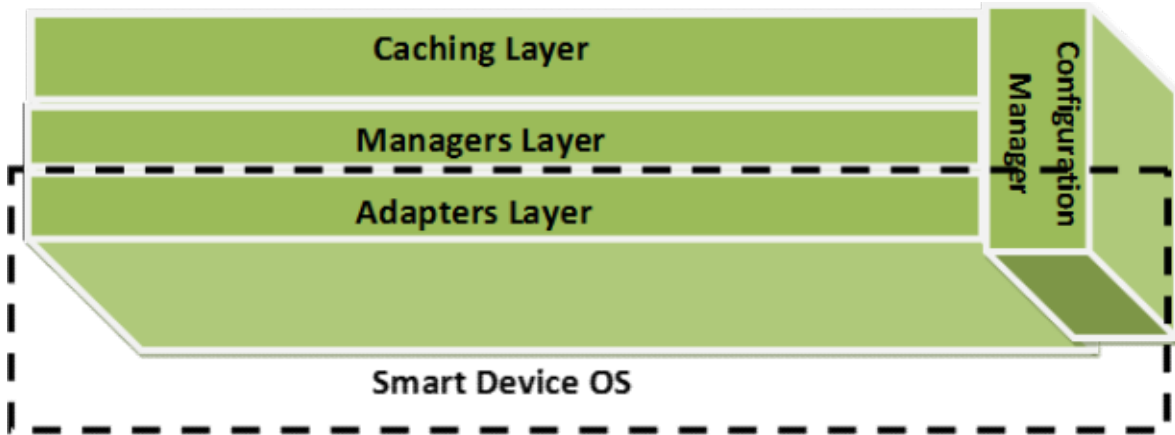 Caching Layer
Managers Layer
Adapters Layer
Configuration
Manager
Smart Device OS